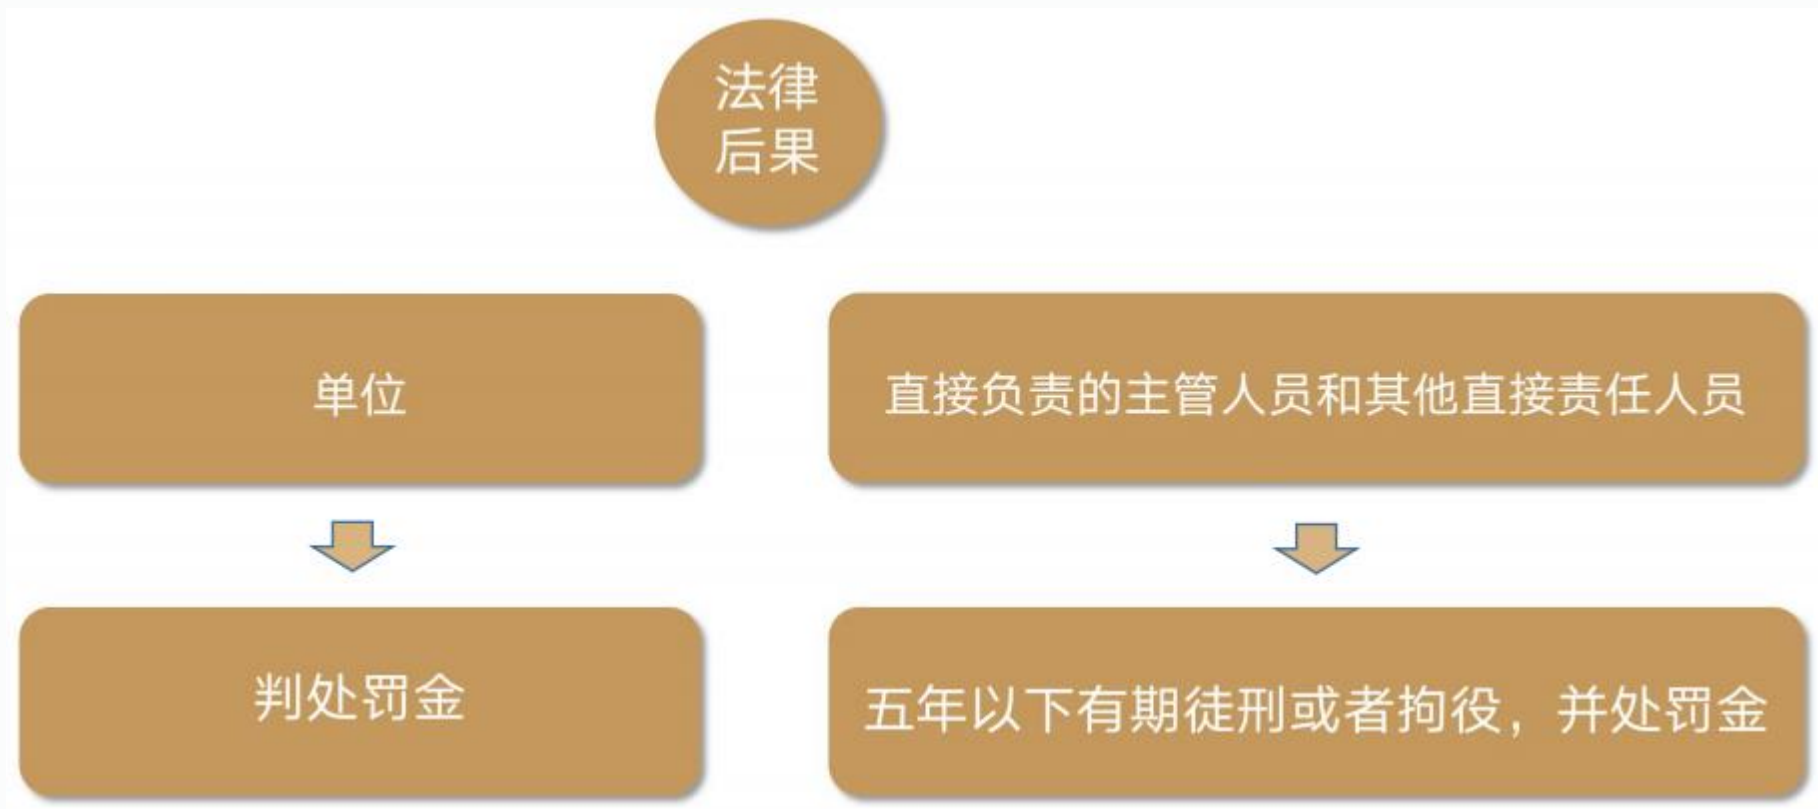 法律
后果
单位
直接负责的主管人员和其他直接责任人员
判处罚金
五年以下有期徒刑或者拘役，并处罚金